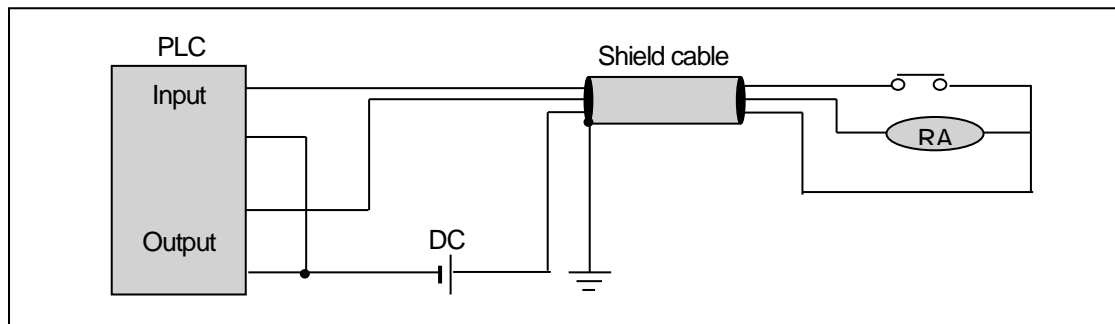 PLC
Shield cable
Input
RA
Output
DC